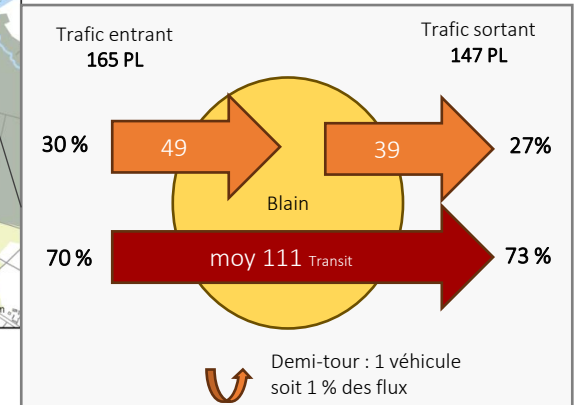 Trafic entrant
165 PL
Trafic sortant
147 PL
30 %
49
39
27%
Blain
70 %
moy 111 Transit
73 %
Demi-tour : 1 véhicule
soit 1 % des flux